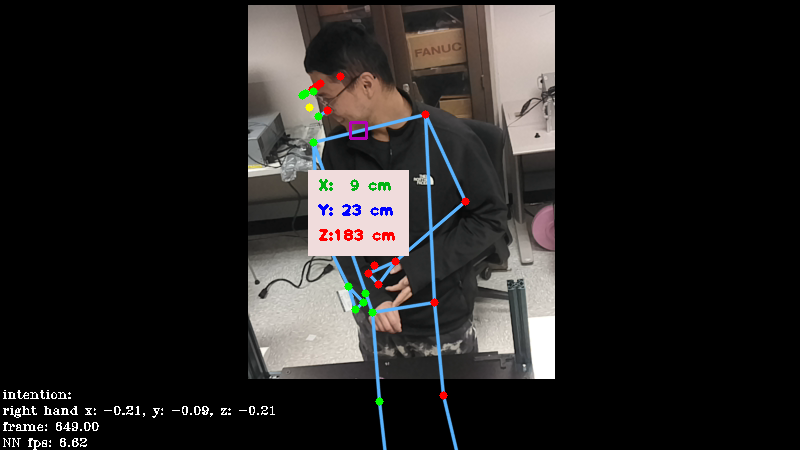 FANUC
X: 9 cm
Y: 23 cm
Z:183 cm
intention:
right hand x: -0.21, y: -0.09, z: -0.21
frame: 649.00
NN fps: 6.62